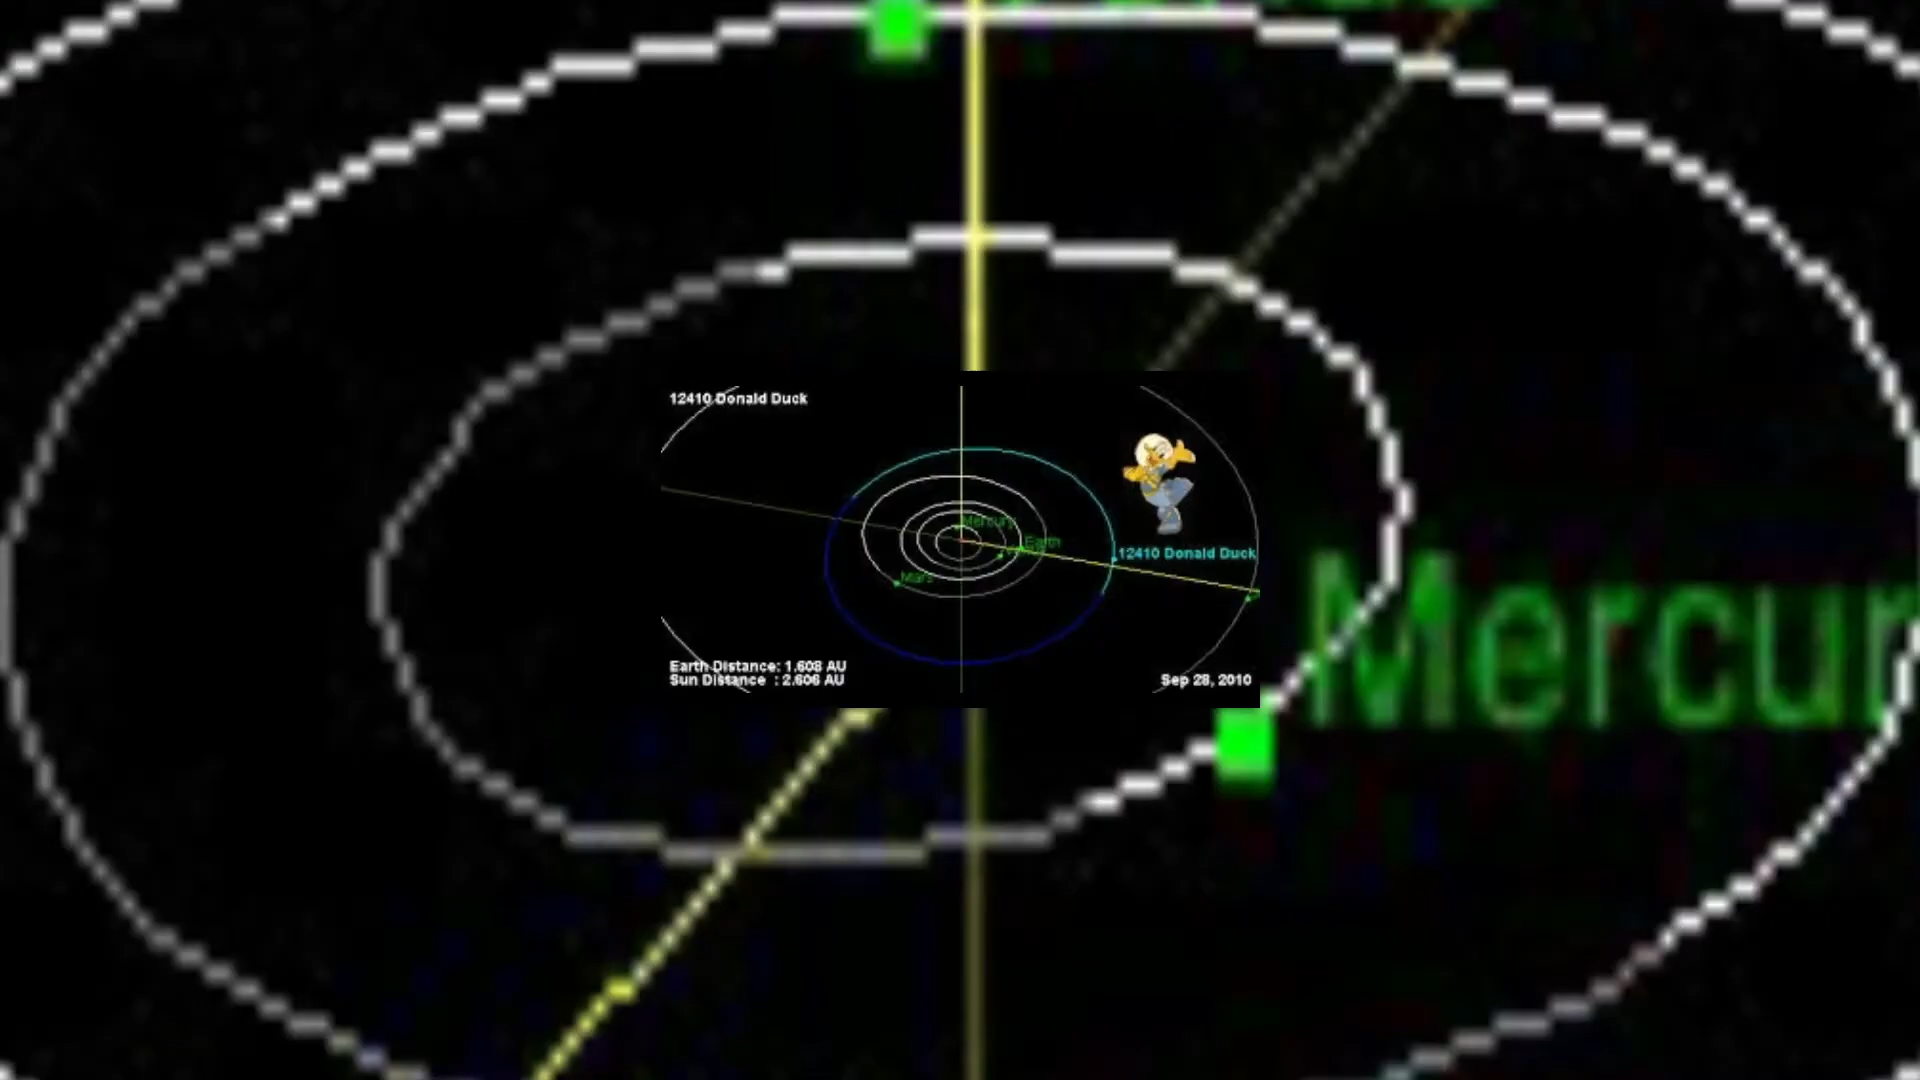 12410 Donald Duck
Mercury
Earth
12410 Donald Duck
Mars
Mercur
Earth Distance: 1.608 AU
Sun Distance : 2.606 AU
Sep 28, 2010